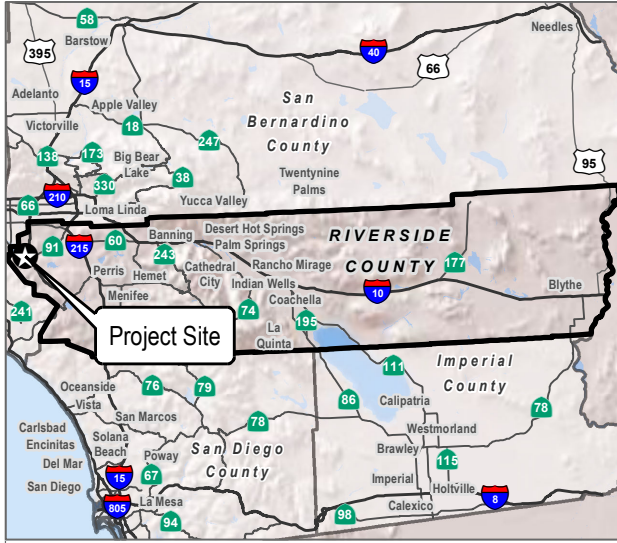 58
Needles
Barstow
395
40
66
15
Adelanto
Apple Valley
San
Bernardino
County
Victorville
18
247
95
138
173
Big Bear
Lake
38
Twentynine
Palms
210
330
Yucca Valley
66
Loma Linda
Desert Hot Springs
Banning
Palm Springs
RIVERSIDE
COUNTY
91
215
60
243
Cathedral
City
Rancho Mirage
177
Perris
Hemet
Indian Wells
10
Blythe
Menifee
Coachella
241
74
195
La
Quinta
Project Site
Imperial
County
111
Oceanside
Vista
76
79
86
Calipatria
78
San Marcos
78
Carlsbad
Encinitas
Solana
Beach
San Diego
County
Westmorland
Del Mar
Poway
Brawley
115
San Diego
15
67
Imperial
Holtville
8
805
La Mesa
Calexico
94
98